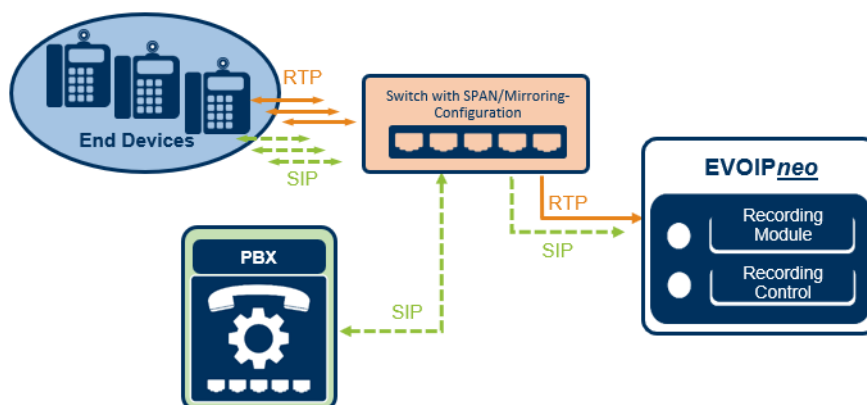 RTP
End Devices
SIP
Switch with SPAN/Mirroring-
Configuration
EVOIPneo
RTP
SIP
Recording
Module
Recording
Control
PBX
SIP